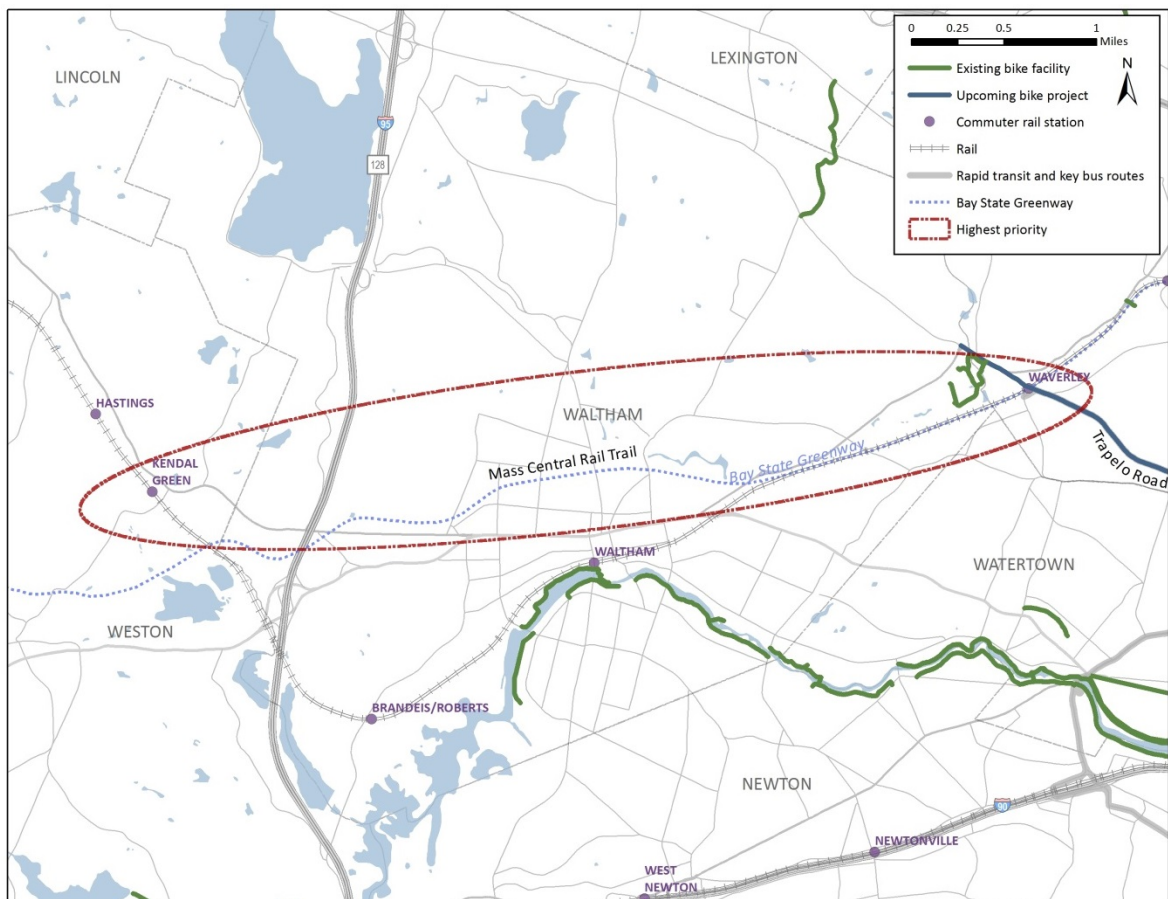 0 0.25 0.5 1
Miles
N
Existing bike facility
Upcoming bike project
Commuter rail station
Rail
Rapid transit and key bus routes
Bay State Greenway
Highest priority
LINCOLN
LEXINGTON
95
128
HASTINGS
KENDAL
GREEN
WALTHAM
WAVERLEY
Mass Central Rail Trail
Bay State Greenway
Trapelo Road
WALTHAM
WATERTOWN
WESTON
BRANDEIS/ROBERTS
NEWTON
90
NEWTONVILLE
WEST
NEWTON